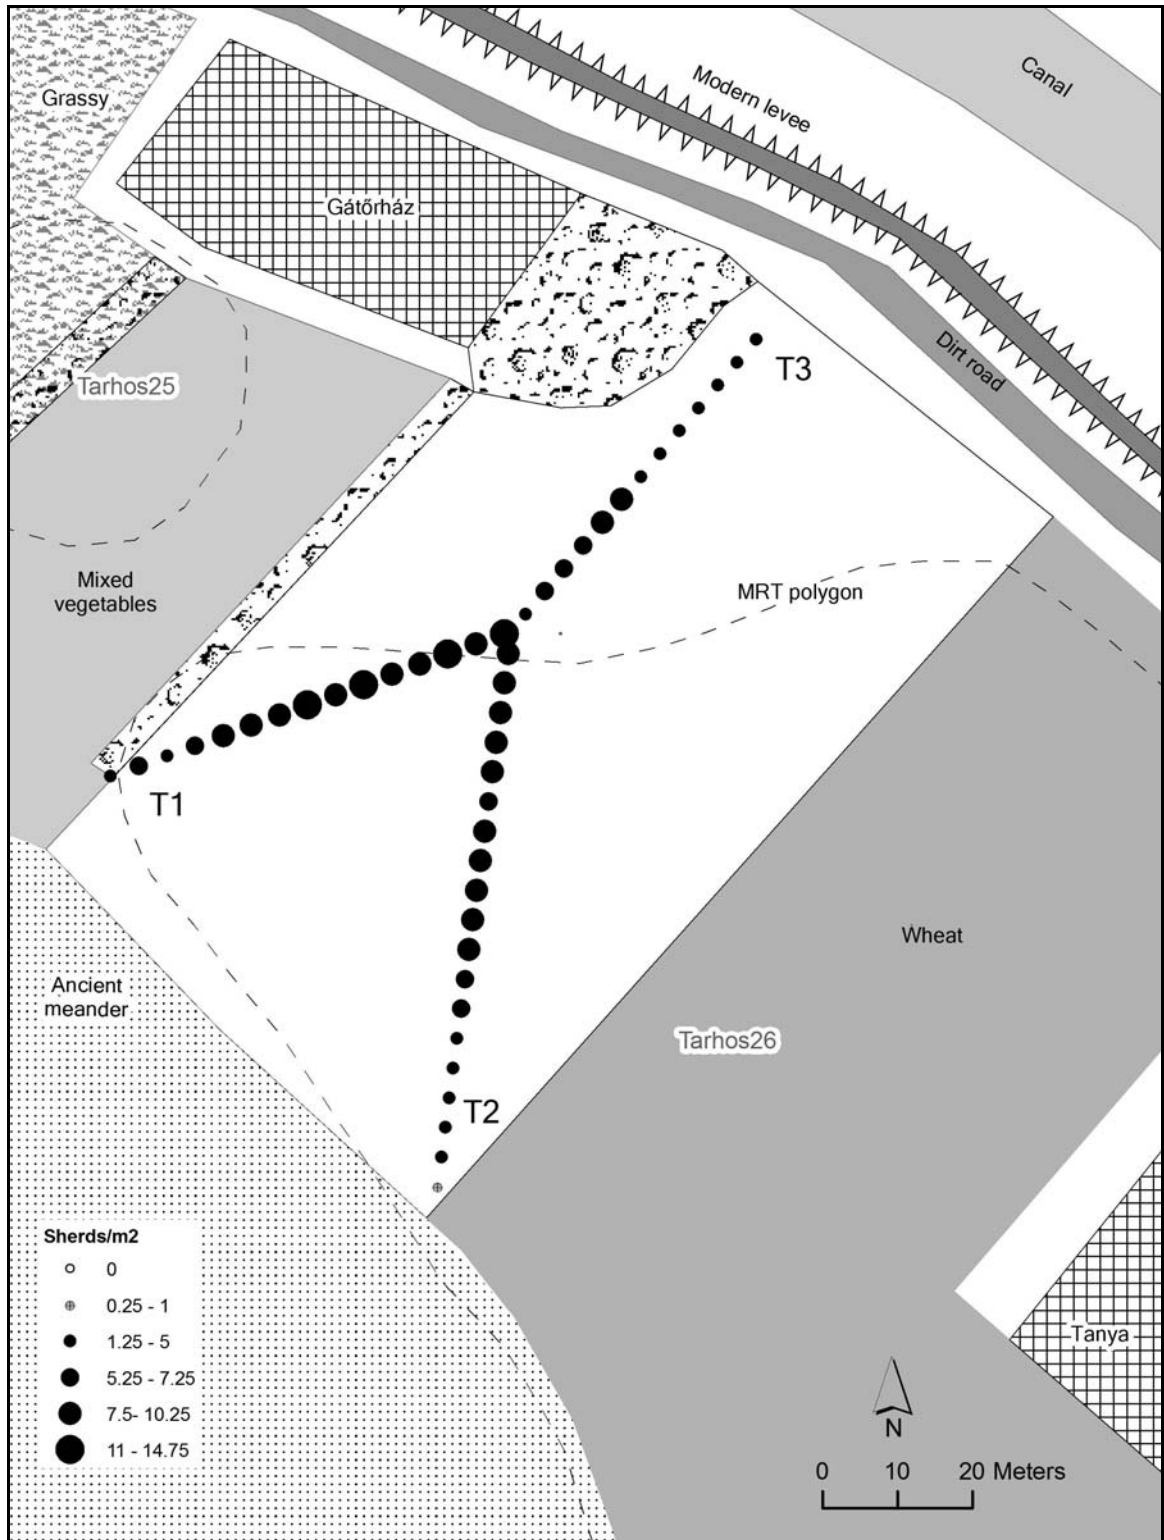 Canal
Modern levee
Grassy
Gátőrház
Dirt road
T3
Tarhos25
Mixed
vegetables
MRT polygon
T1
Wheat
Ancient
meander
Tarhos26
T2
Sherds/m2
0
0.25 - 1
1.25 - 5
5.25 - 7.25
7.5- 10.25
11 - 14.75
Tanya
N
0 10 20 Meters